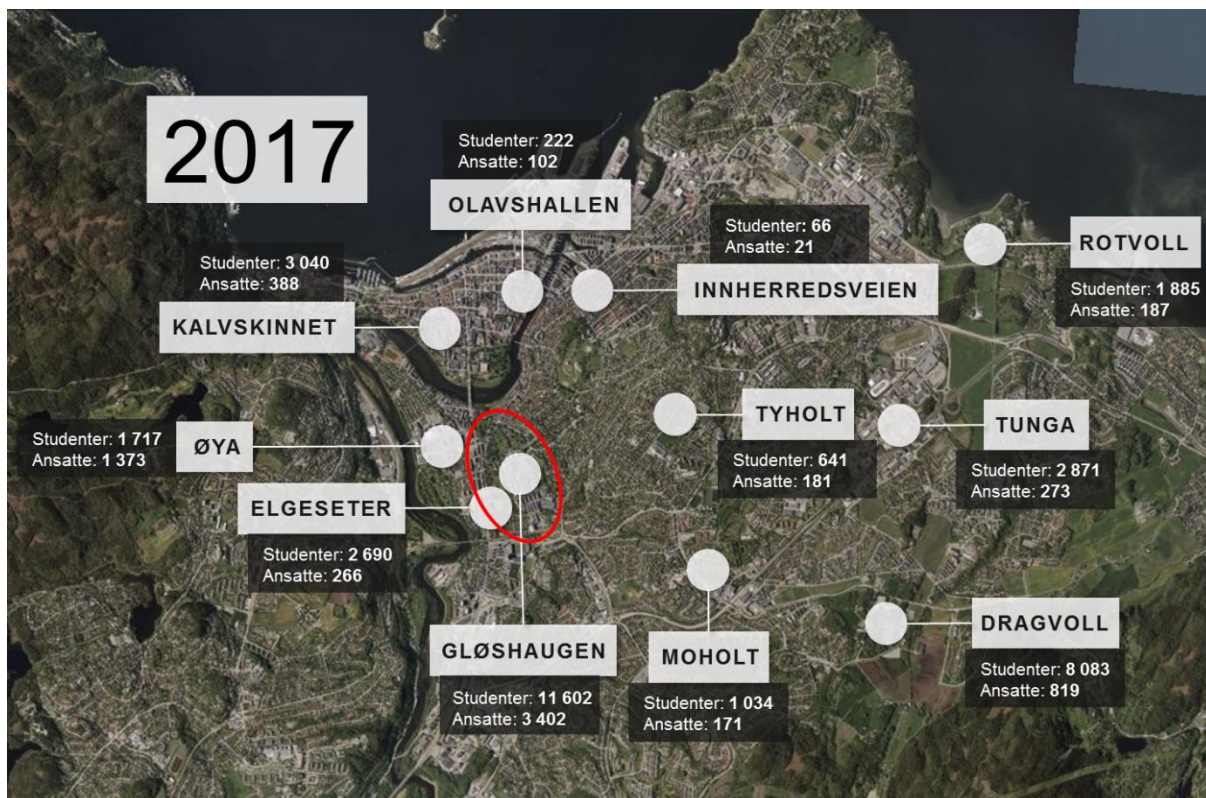 2017
Studenter: 222
Ansatte: 102
OLAVSHALLEN
Studenter: 66
Ansatte: 21
INNHERREDSVEIEN
ROTVOLL
Studenter: 1 885
Ansatte: 187
Studenter: 3 040
Ansatte: 388
KALVSKINNET
TYHOLT
Studenter: 641
Ansatte: 181
TUNGA
Studenter: 2 871
Ansatte: 273
Studenter: 1 717
Ansatte: 1 373
ØYA
ELGESETER
Studenter: 2 690
Ansatte: 266
GLØSHAUGEN
Studenter: 11 602
Ansatte: 3 402
MOHOLT
Studenter: 1 034
Ansatte: 171
DRAGVOLL
Studenter: 8 083
Ansatte: 819